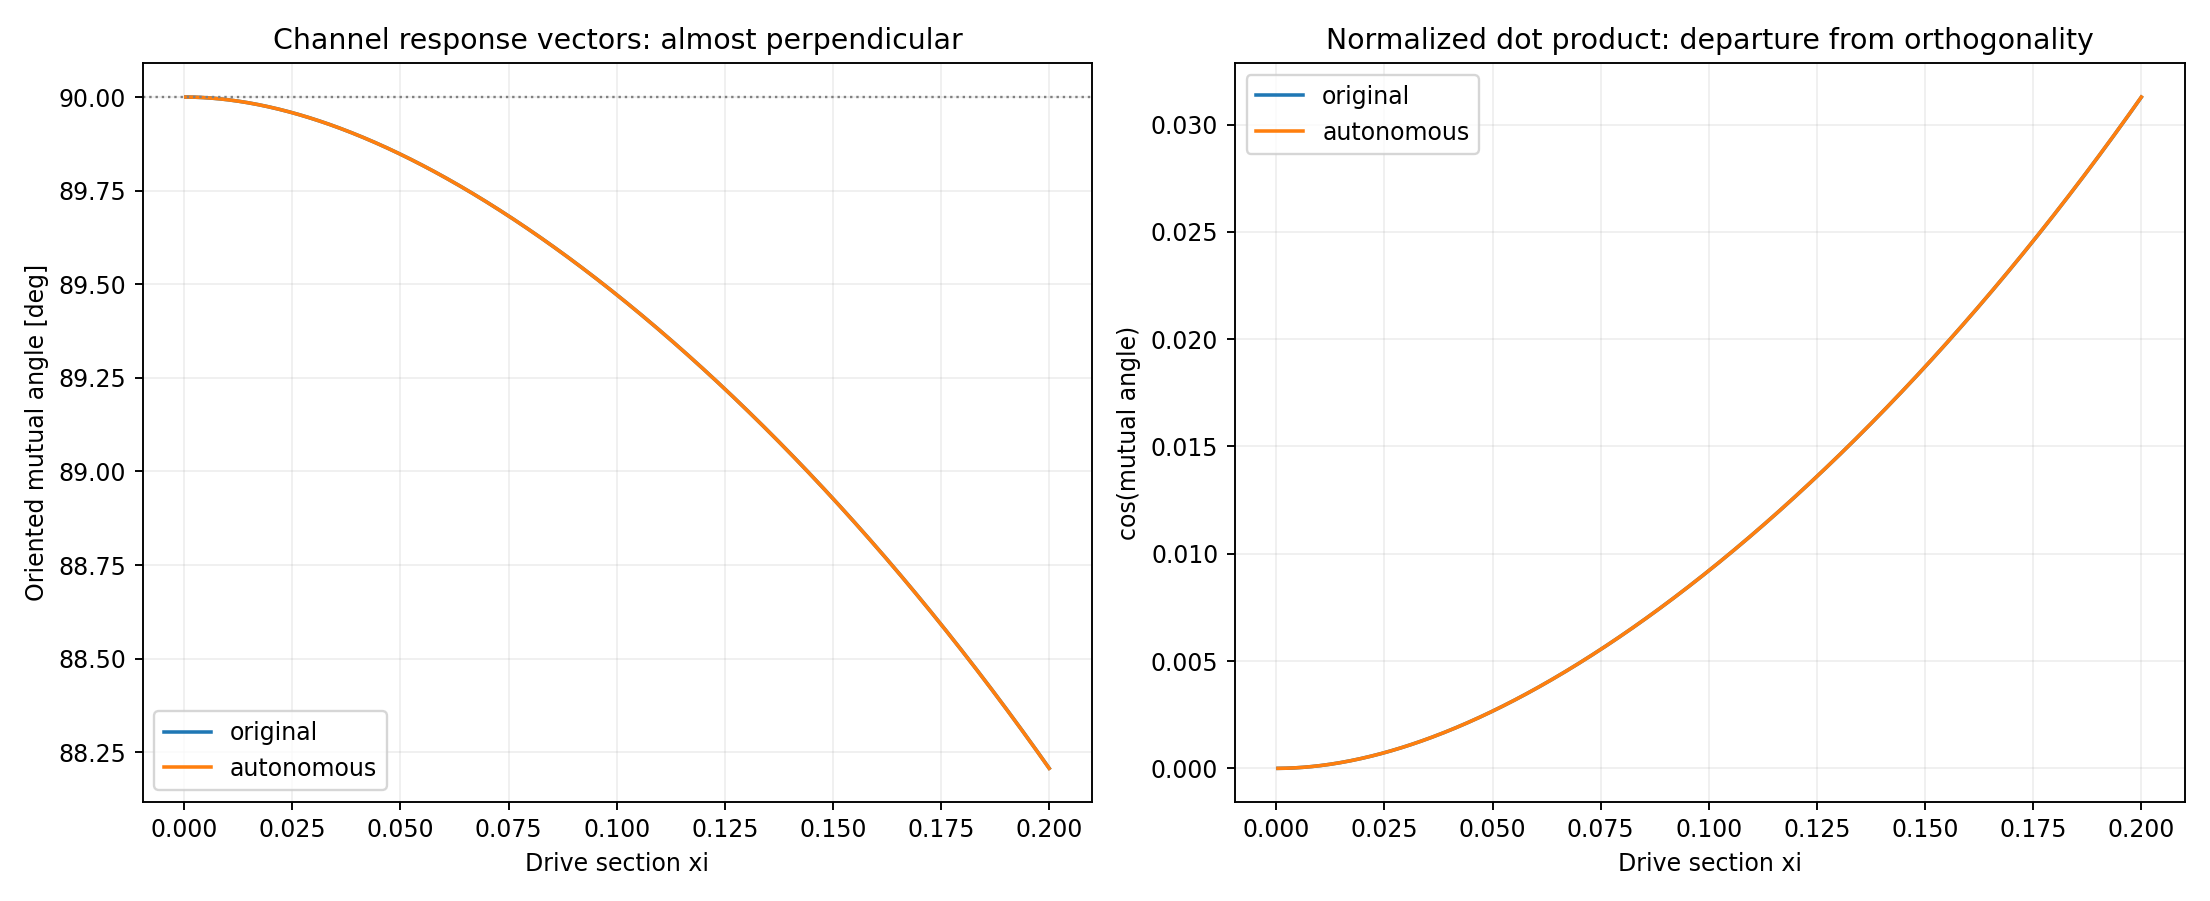 Channel response vectors: almost perpendicular
Oriented mutual angle [deg]
90.00
89.75
89.50
89.25
89.00
88.75
88.50
88.25
original
autonomous
0.000 0.025 0.050 0.075 0.100 0.125 0.150 0.175 0.200
Drive section xi
Normalized dot product: departure from orthogonality
cos(mutual angle)
original
autonomous
0.030
0.025
0.020
0.015
0.010
0.005
0.000
0.000 0.025 0.050 0.075 0.100 0.125 0.150 0.175 0.200
Drive section xi